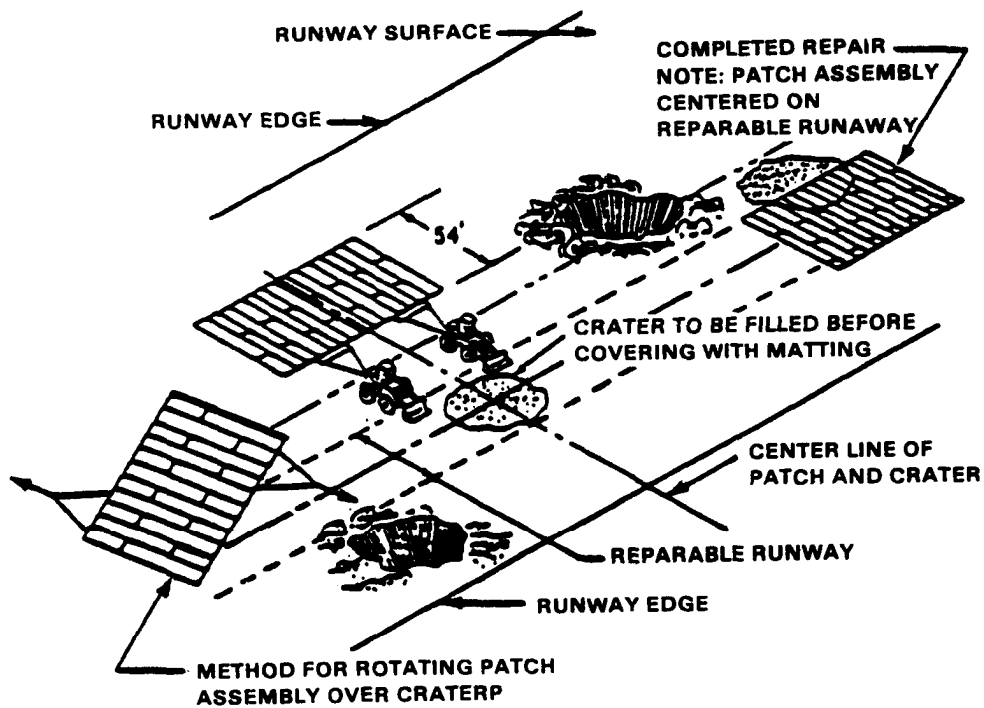 RUNWAY SURFACE
COMPLETED REPAIR
NOTE: PATCH ASSEMBLY
CENTERED ON
REPARABLE RUNAWAY
RUNWAY EDGE
54'
CRATER TO BE FILLED BEFORE
COVERING WITH MATTING
CENTER LINE OF
PATCH AND CRATER
REPARABLE RUNWAY
RUNWAY EDGE
METHOD FOR ROTATING PATCH
ASSEMBLY OVER CRATERP